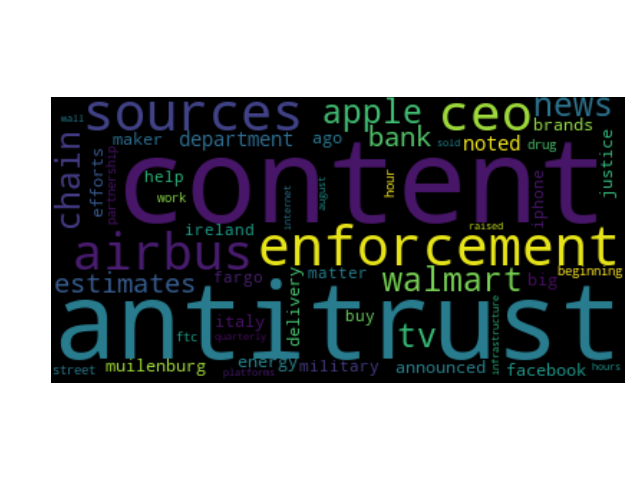 wall
sources
apple
ceo
news
brands
chain
maker
department
ago
bank
sold
noted
drug
justice
efforts
partnership
content
help
work
internet
august
hour
iphone
ireland
raised
airbus
enforcement
estimates
fargo
delivery
matter
walmart
big
beginning
antitrust
italy
quarterly
ftc
buy
tv
infrastructure
street
muilenburg
energy
platforms
military
announced
facebook
hours